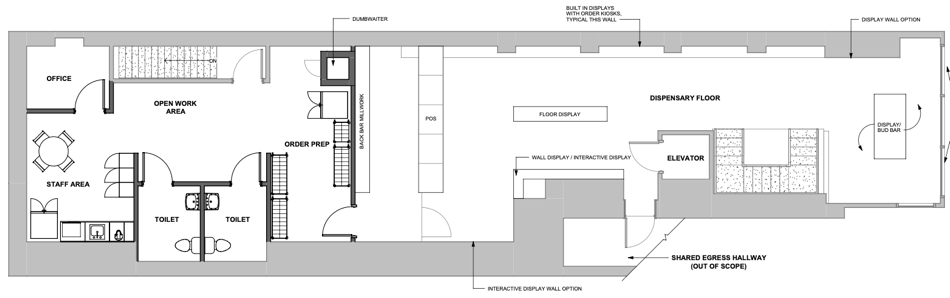 DUMBWAITER
BUILT IN DISPLAYS
WITH ORDER KIOSKS,
TYPICAL THIS WALL
DISPLAY WALL OPTION
OFFICE
DN
OPEN WORK
AREA
BACK BAR MILLWORK
POS
FLOOR DISPLAY
DISPENSARY FLOOR
DISPLAY/
BUD BAR
ORDER PREP
WALL DISPLAY / INTERACTIVE DISPLAY
ELEVATOR
STAFF AREA
TOILET
TOILET
SHARED EGRESS HALLWAY
(OUT OF SCOPE)
INTERACTIVE DISPLAY WALL OPTION